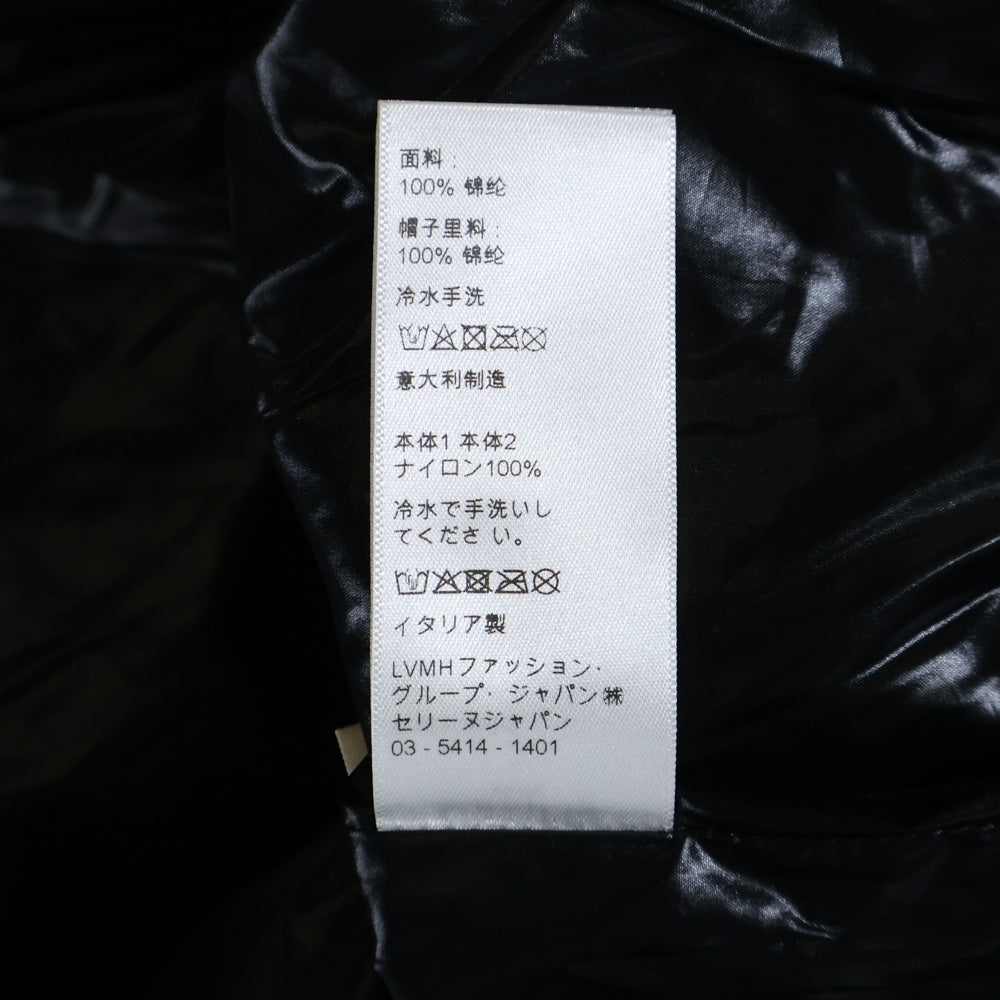 面料 :
100% 锦纶
帽子里料 :
100% 锦纶
冷水手洗
意大利制造
本体1 本体2
ナイロン100%
冷水で手洗いし
てくださ い。
イタリア製
LVMHファッション·
グループ· ジャパン㈱
セリーヌジャパン
03 - 5414 - 1401